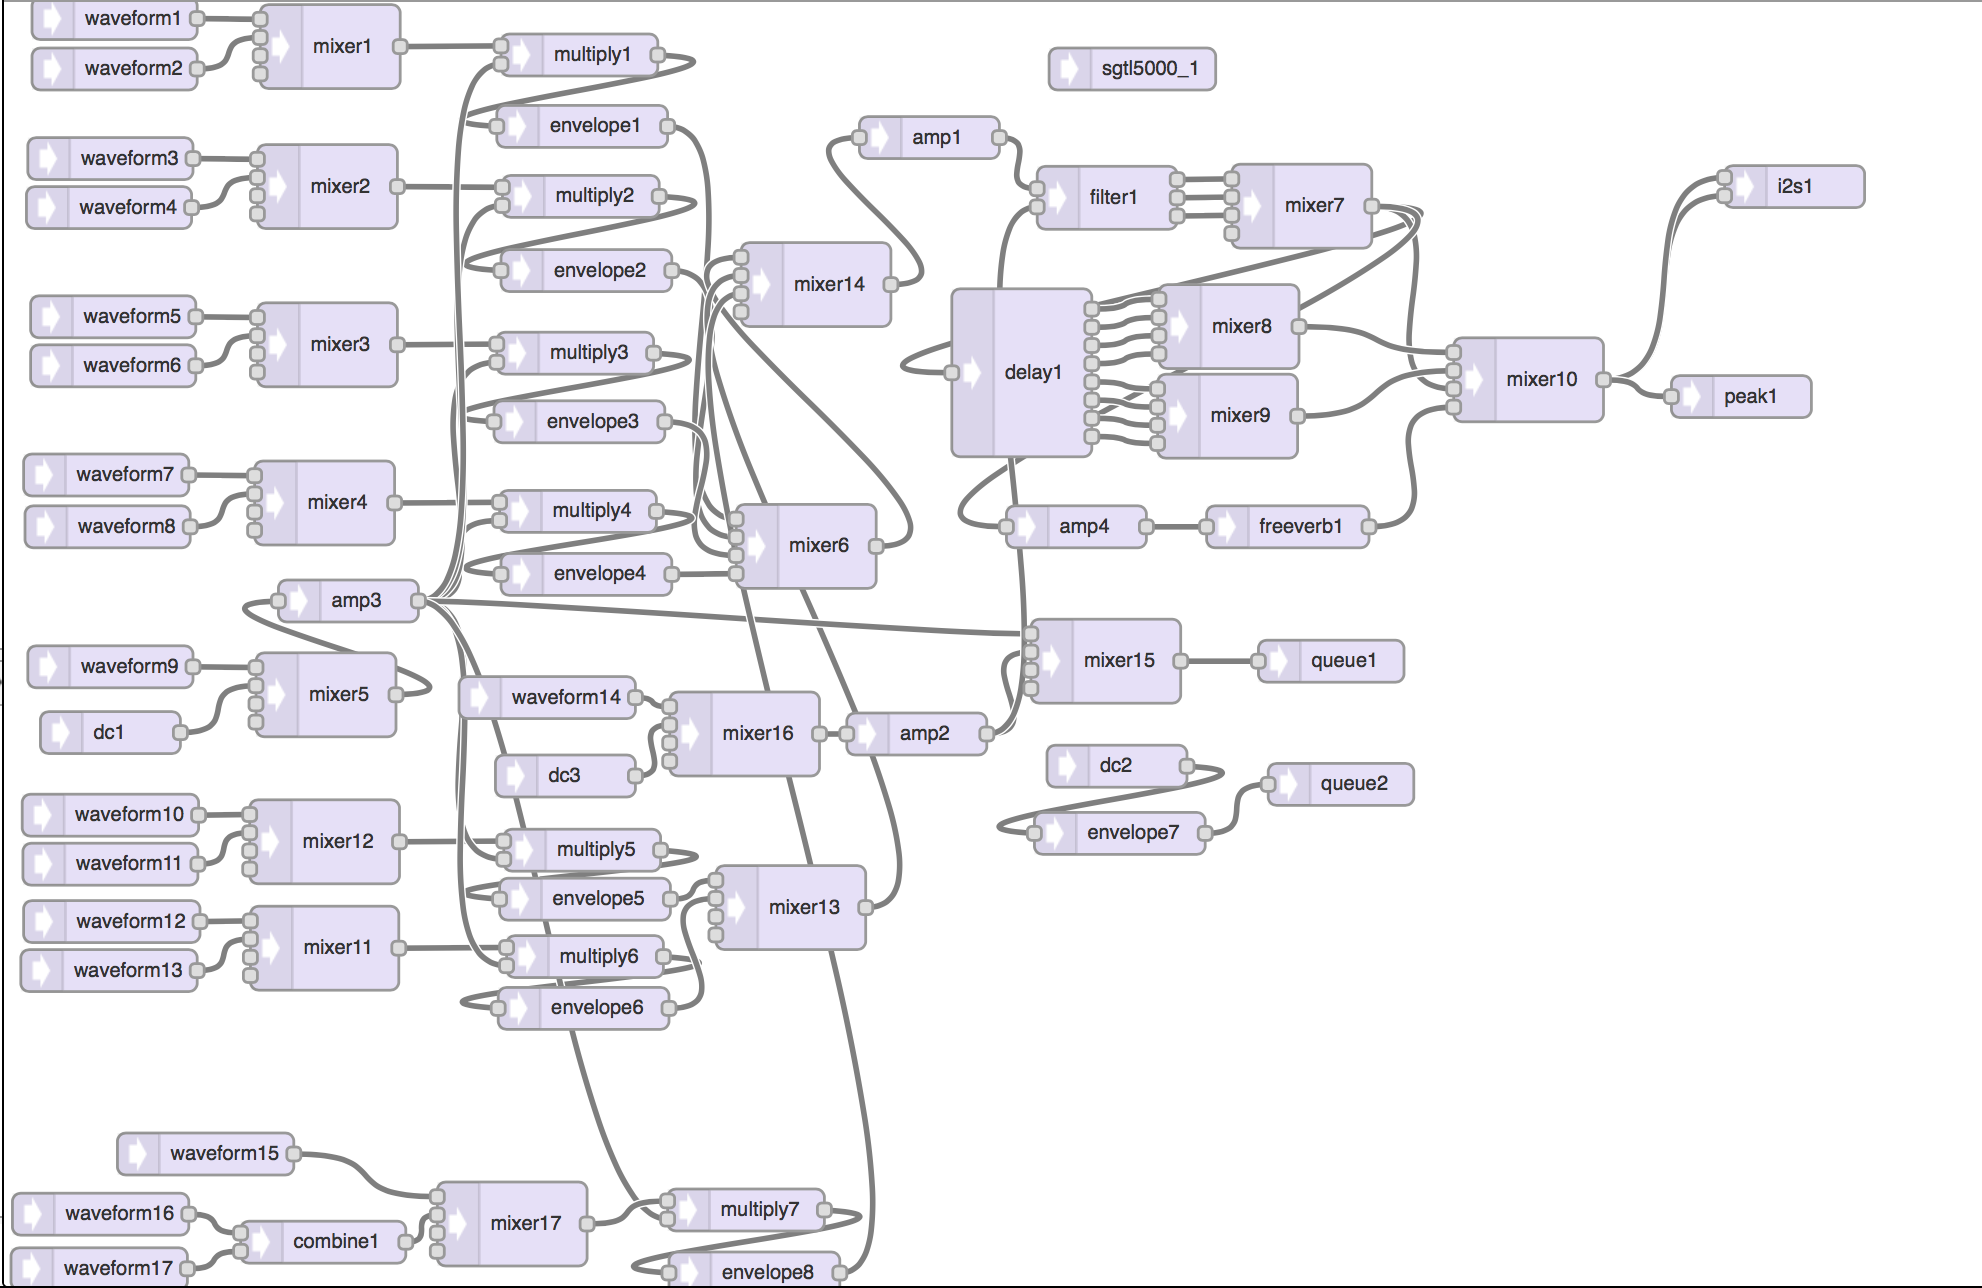 waveform1
waveform2
mixer1
multiply1
envelope1
sgtl5000_1
amp1
waveform3
waveform4
mixer2
multiply2
envelope2
mixer14
filter1
mixer7
i2s1
waveform5
waveform6
mixer3
multiply3
envelope3
delay1
mixer8
mixer9
mixer10
peak1
waveform7
waveform8
mixer4
multiply4
envelope4
mixer6
amp4
freeverb1
amp3
waveform9
dc1
mixer5
waveform14
dc3
mixer16
amp2
mixer15
queue1
dc2
envelope7
queue2
waveform10
waveform11
mixer12
multiply5
envelope5
mixer13
waveform12
waveform13
mixer11
multiply6
envelope6
waveform15
waveform16
waveform17
combine1
mixer17
multiply7
envelope8